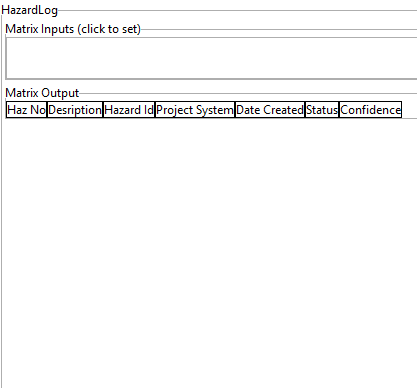 HazardLog
Matrix Inputs (click to set)
Matrix Output
Haz No Desription Hazard Id Project System Date Created Status Confidence